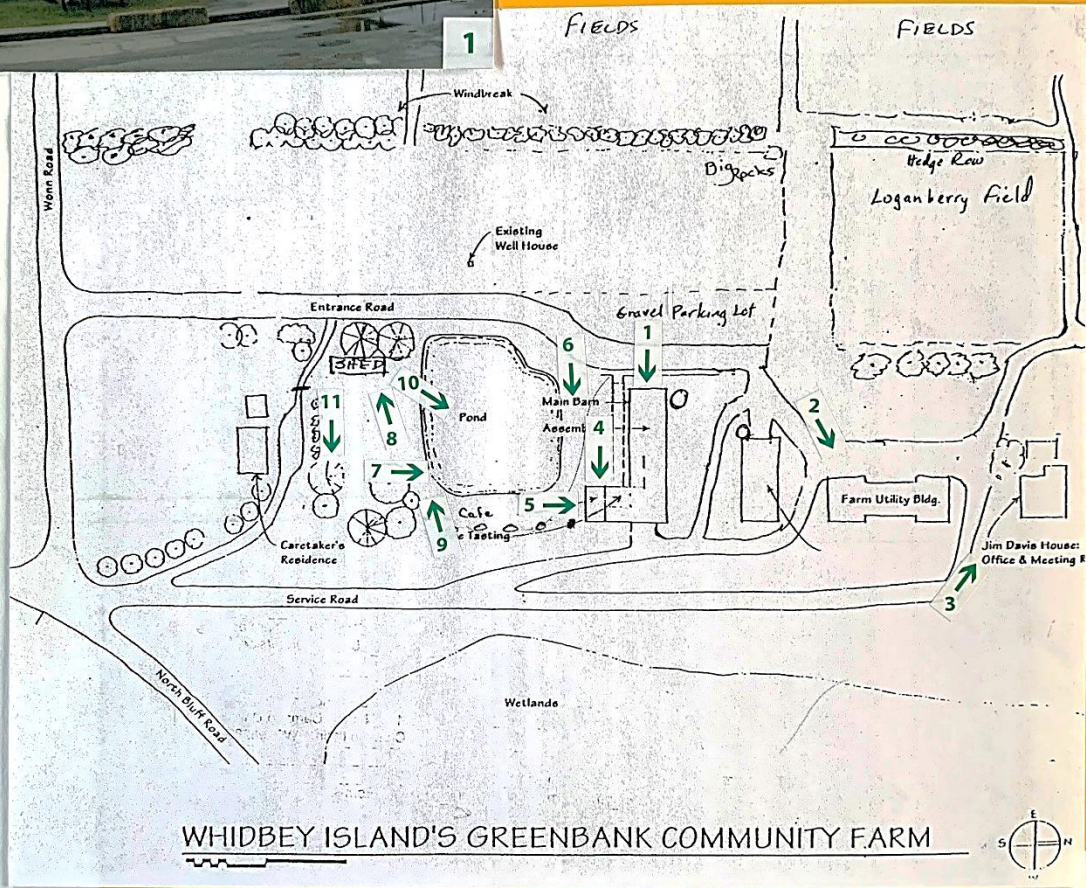 1
FIELDS
FIELDS
Windbreak
Wonn Road
Big Rocks
Hedge Row
Loganberry Field
Existing
Well House
Entrance Road
Gravel Parking Lot
1
6
SHED
10
11
Pond
Main Barn
2
8
4
7
5
9
Cafe
e Tasting
Farm Utility Bldg.
Caretaker's
Residence
Jim Davis House:
Office & Meeting R
3
Service Road
North Bluff Road
Wetlands
WHIDBEY ISLAND'S GREENBANK COMMUNITY FARM
E
S
N